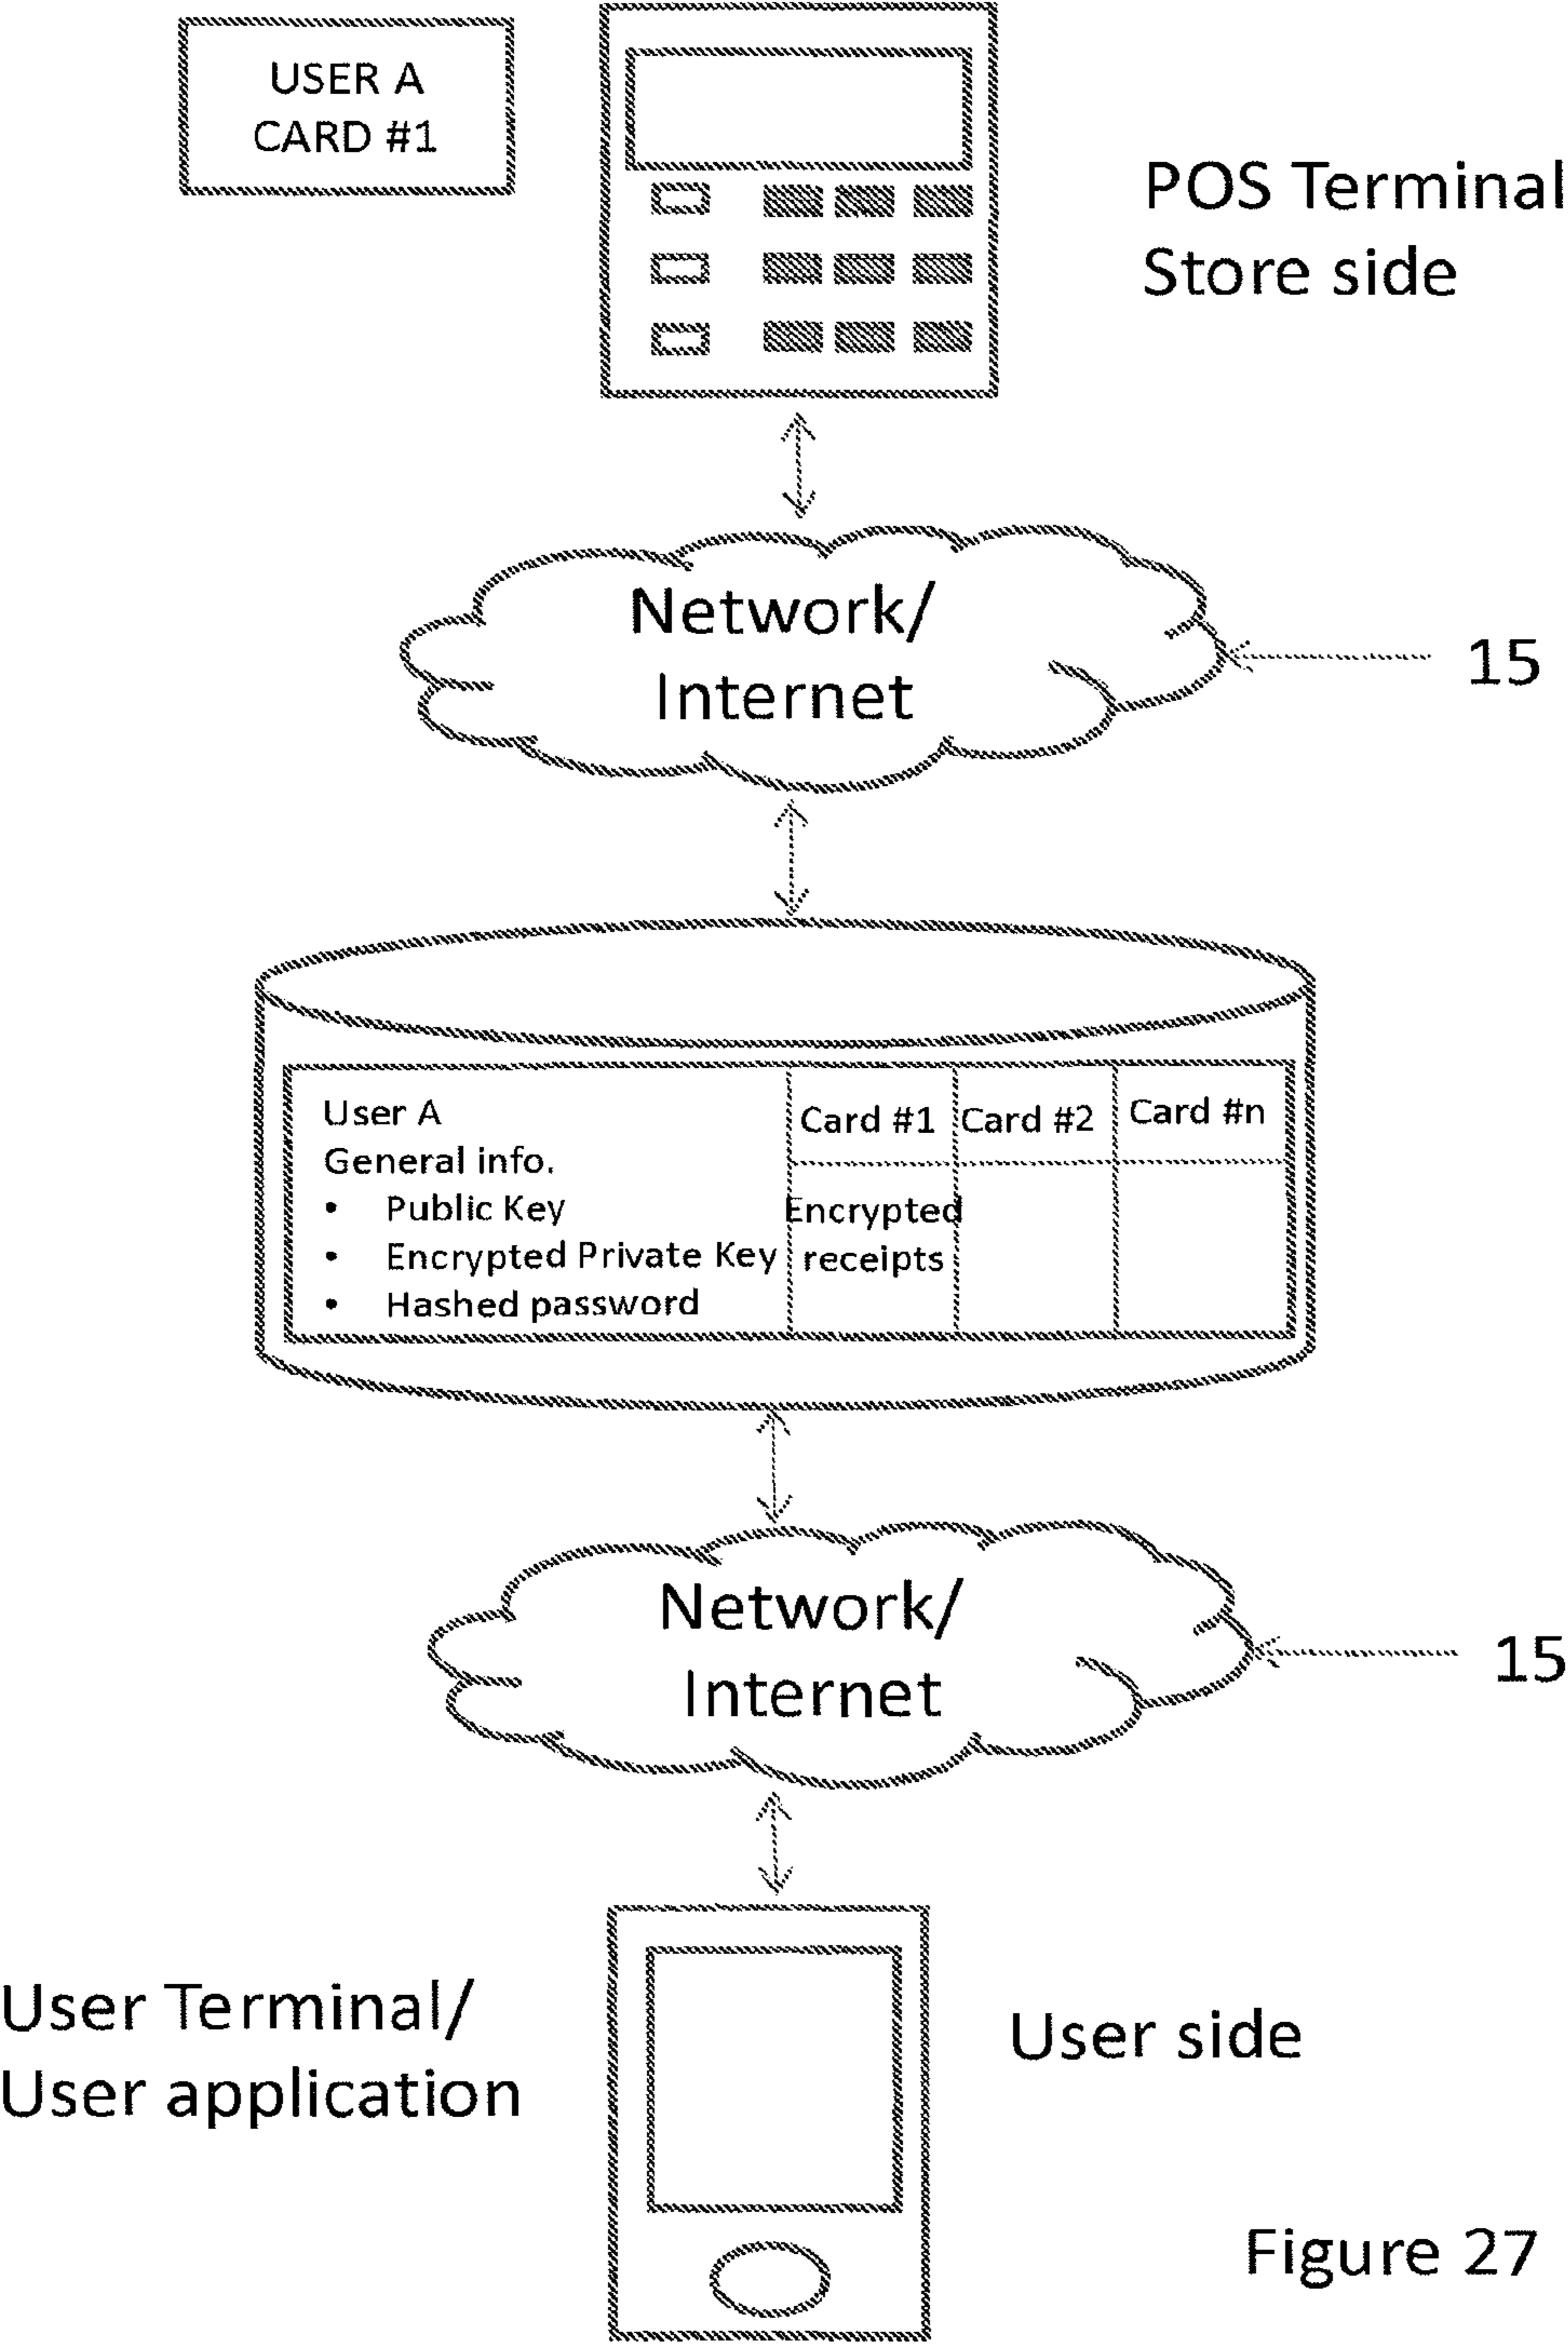 USER A
CARD #1
POS Terminal
Store side
Network/
Internet
15
User A
General info.
• Public Key
• Encrypted Private Key
• Hashed password
Card #1
Card #2
Card #n
Encrypted
receipts
Network/
Internet
15
User Terminal/
User application
User side
Figure 27